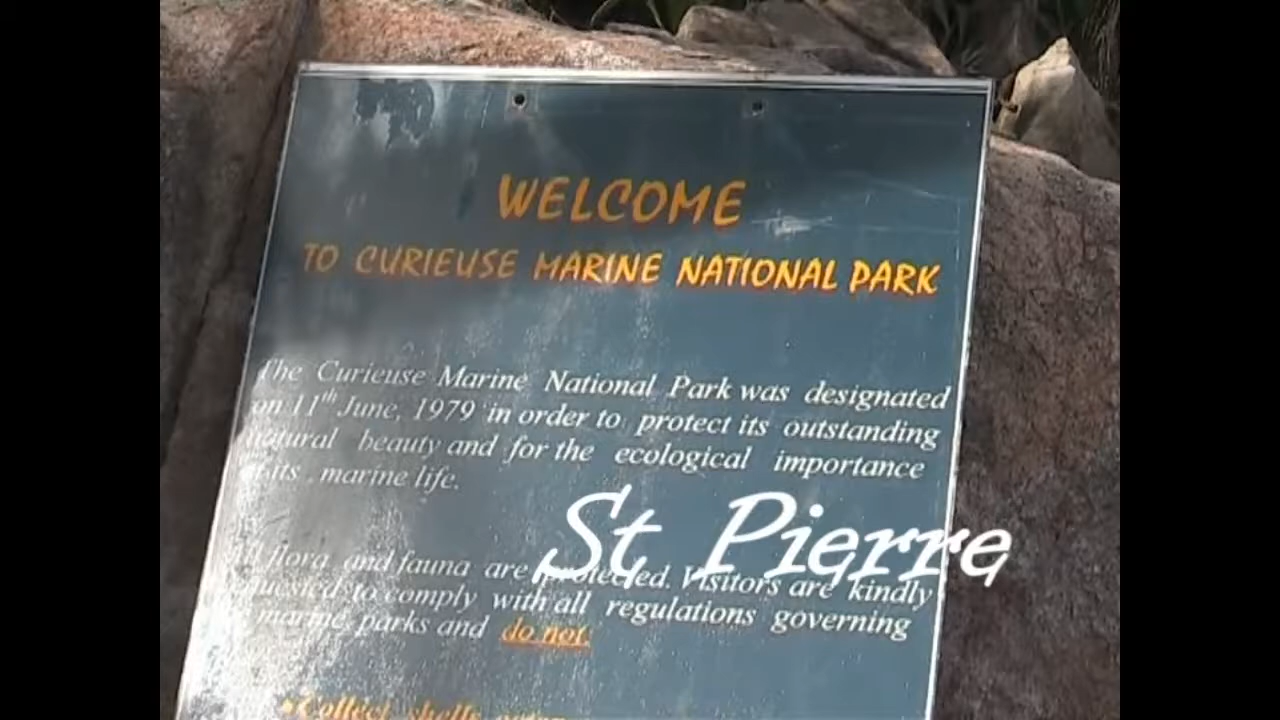 WELCOME
TO CURIEUSE MARINE NATIONAL PARK
The Curieuse Marine National Park was designated
on 11th June, 1979 in order to protect its outstanding
natural beauty and for the ecological importance
its marine life.
St Pierre
flora and fauna are protected. Visitors are kindly
to comply with all regulations governing
marine parks and do not.
•Collect shells